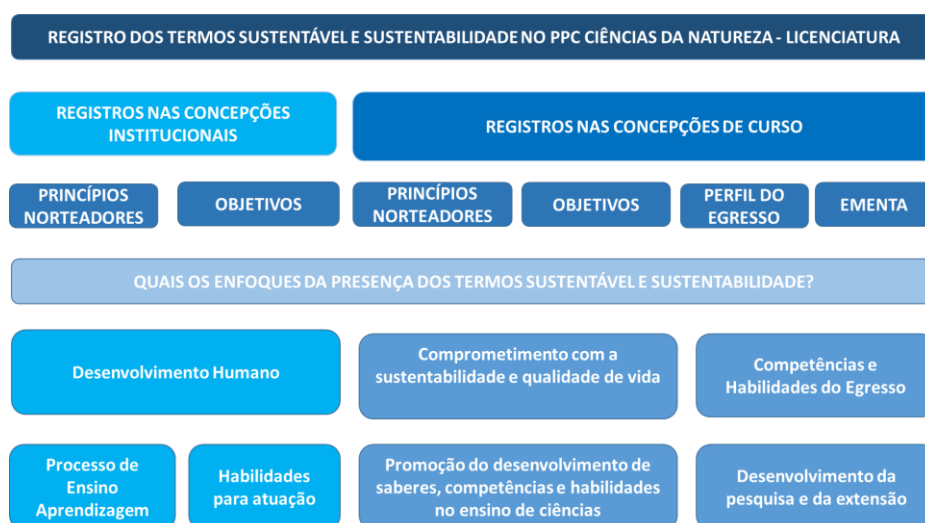 REGISTRO DOS TERMOS SUSTENTÁVEL E SUSTENTABILIDADE NO PPC CIÊNCIAS DA NATUREZA - LICENCIATURA
REGISTROS NAS CONCEPÇÕES
INSTITUCIONAIS
REGISTROS NAS CONCEPÇÕES DE CURSO
PRINCÍPIOS
NORTEADORES
OBJETIVOS
PRINCÍPIOS
NORTEADORES
OBJETIVOS
PERFIL DO
EGRESSO
EMENTA
QUAIS OS ENFOQUES DA PRESENÇA DOS TERMOS SUSTENTÁVEL E SUSTENTABILIDADE?
Desenvolvimento Humano
Comprometimento com a
sustentabilidade e qualidade de vida
Competências e
Habilidades do Egresso
Processo de
Ensino
Aprendizagem
Habilidades
para atuação
Promoção do desenvolvimento de
saberes, competências e habilidades
no ensino de ciências
Desenvolvimento da
pesquisa e da extensão